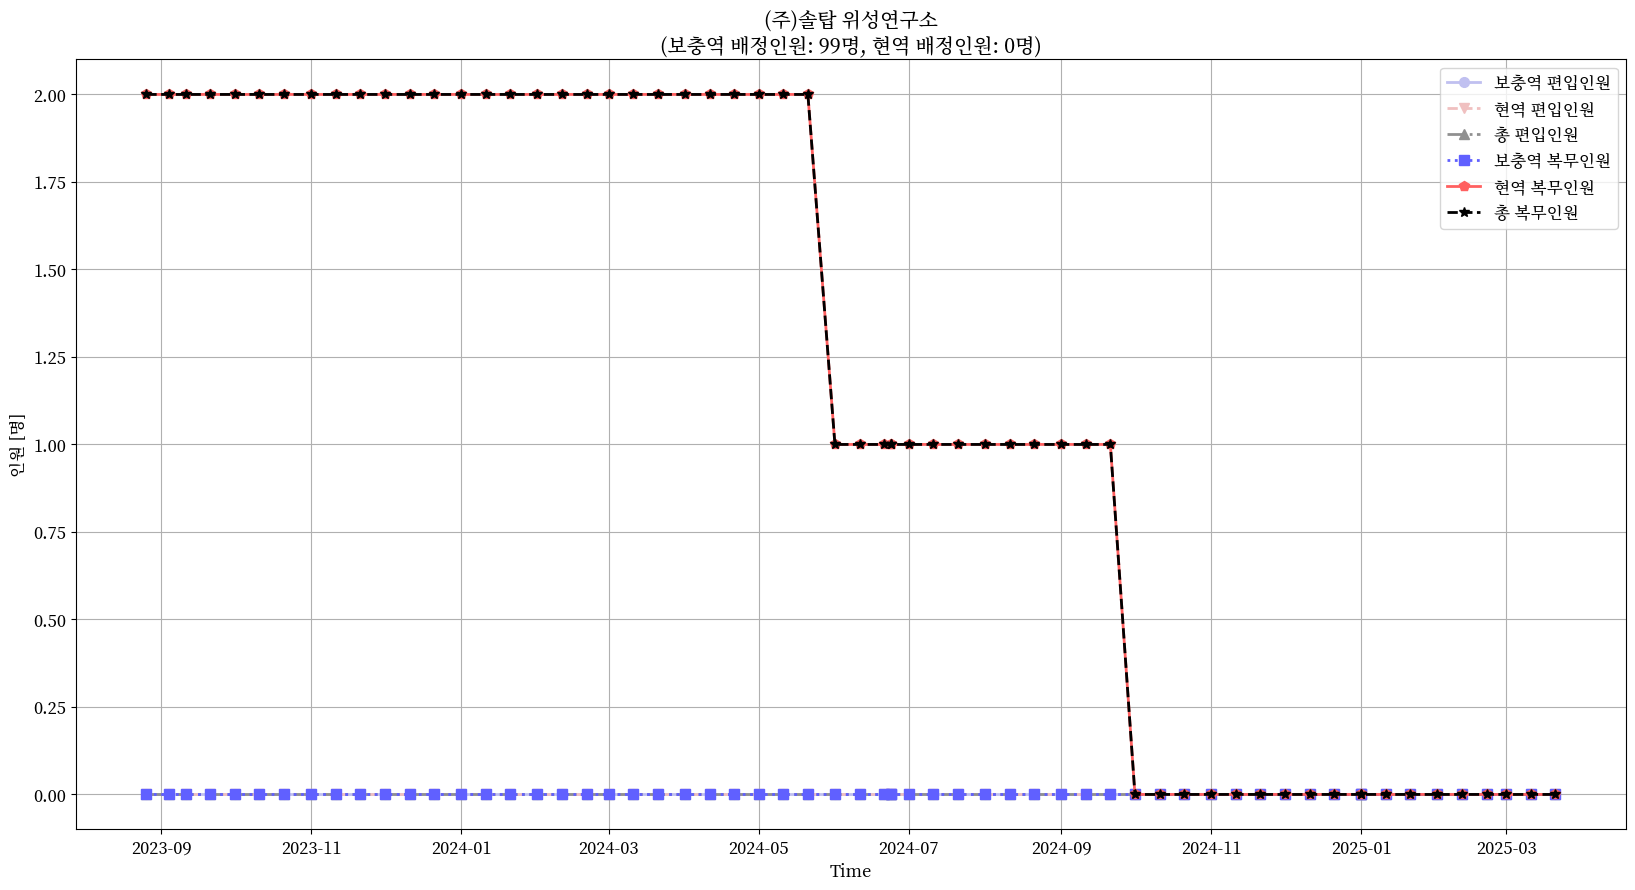 (주)솔탑 위성연구소
(보충역 배정인원: 99명, 현역 배정인원: 0명)
보충역 편입인원
현역 편입인원
총 편입인원
보충역 복무인원
현역 복무인원
총 복무인원
2.00
1.75
1.50
1.25
1.00
0.75
0.50
0.25
0.00
인원 [명]
2023-09
2023-11
2024-01
2024-03
2024-05
2024-07
2024-09
2024-11
2025-01
2025-03
Time